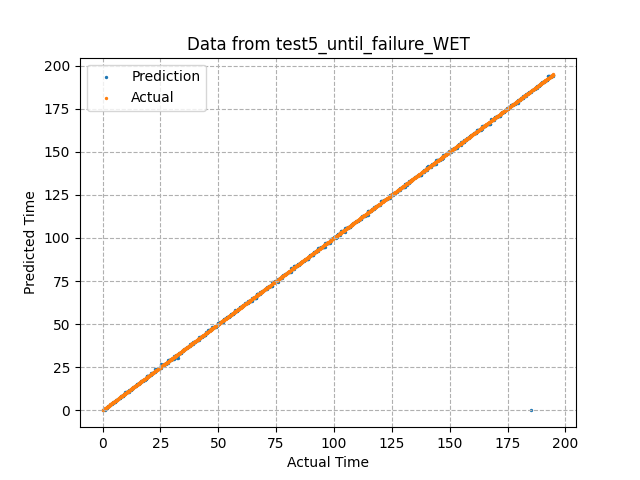 Data from test5_until_failure_WET
Prediction
Actual
200
175
150
125
100
75
50
25
0
Predicted Time
0 25 50 75 100 125 150 175 200
Actual Time